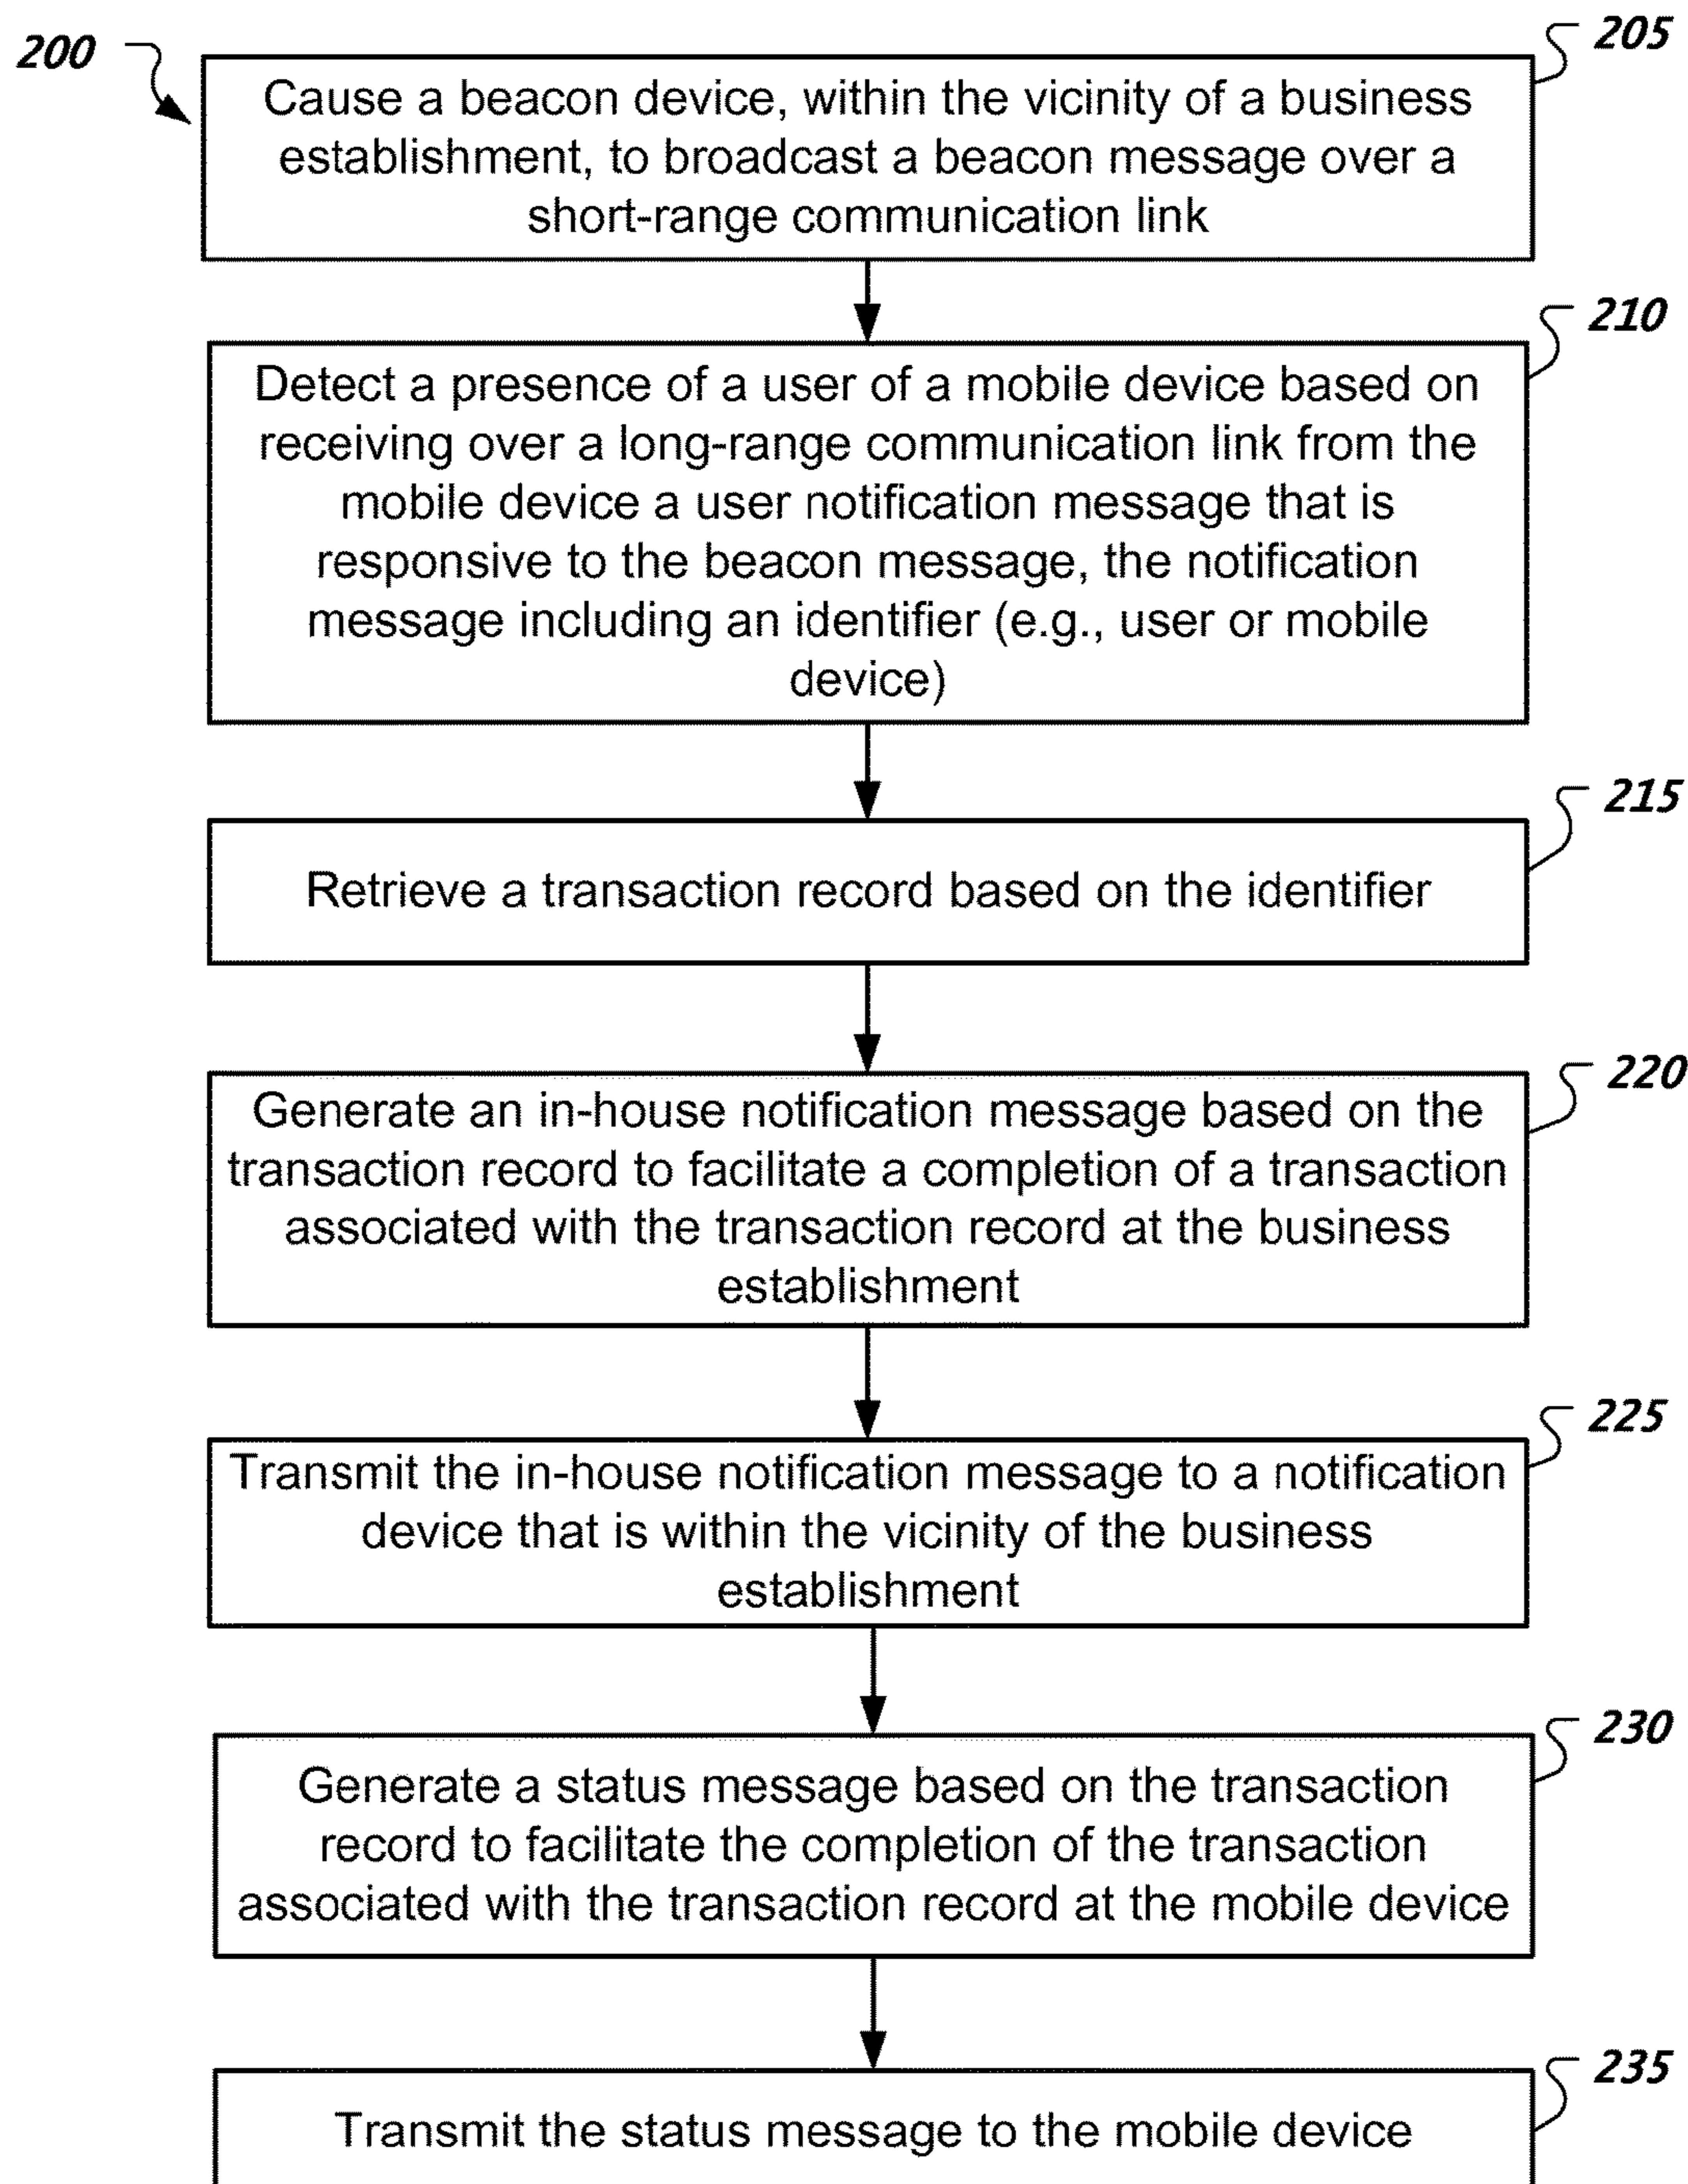 200
205
Cause a beacon device, within the vicinity of a business
establishment, to broadcast a beacon message over a
short-range communication link
210
Detect a presence of a user of a mobile device based on
receiving over a long-range communication link from the
mobile device a user notification message that is
responsive to the beacon message, the notification
message including an identifier (e.g., user or mobile
device)
215
Retrieve a transaction record based on the identifier
220
Generate an in-house notification message based on the
transaction record to facilitate a completion of a transaction
associated with the transaction record at the business
establishment
225
Transmit the in-house notification message to a notification
device that is within the vicinity of the business
establishment
230
Generate a status message based on the transaction
record to facilitate the completion of the transaction
associated with the transaction record at the mobile device
235
Transmit the status message to the mobile device